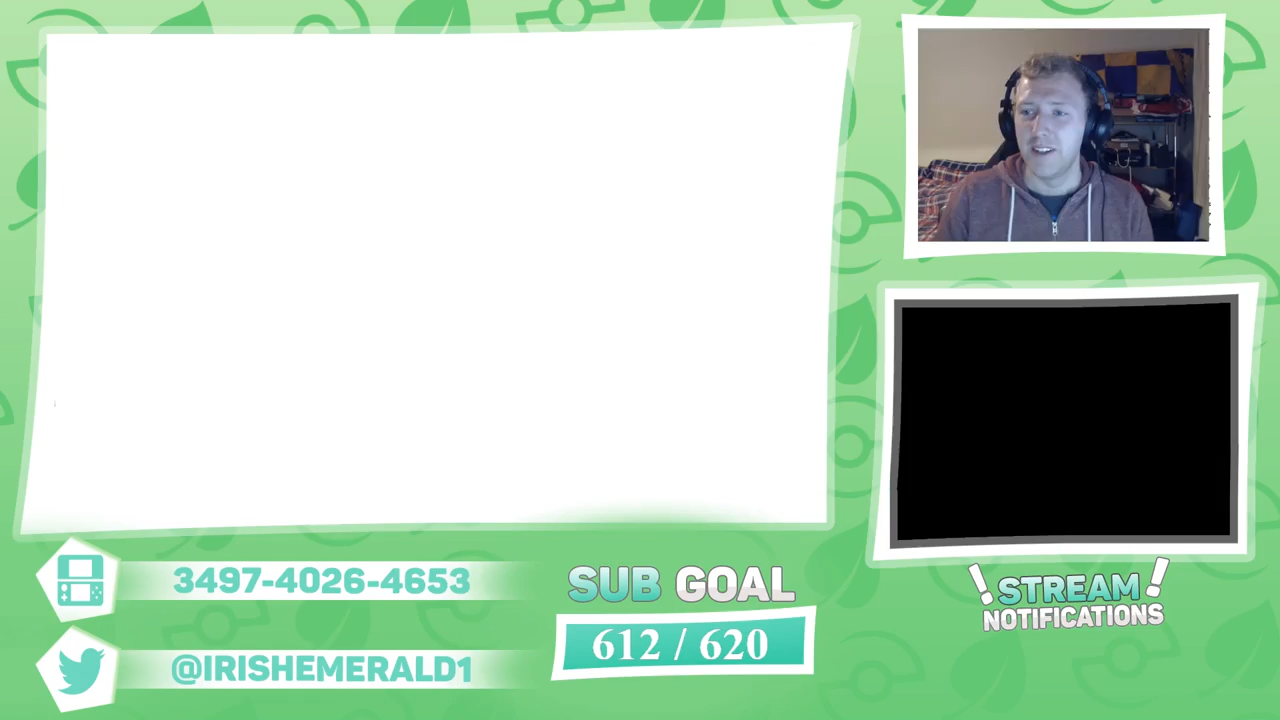 3497-4026-4653
@IRISHEMERALD1
SUB GOAL
612 / 620
! STREAM !
NOTIFICATIONS